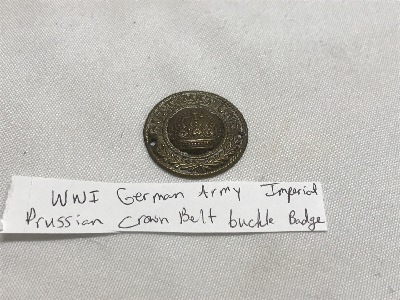 WWI German Army Imperial
Prussian Crown Belt buckle Badge